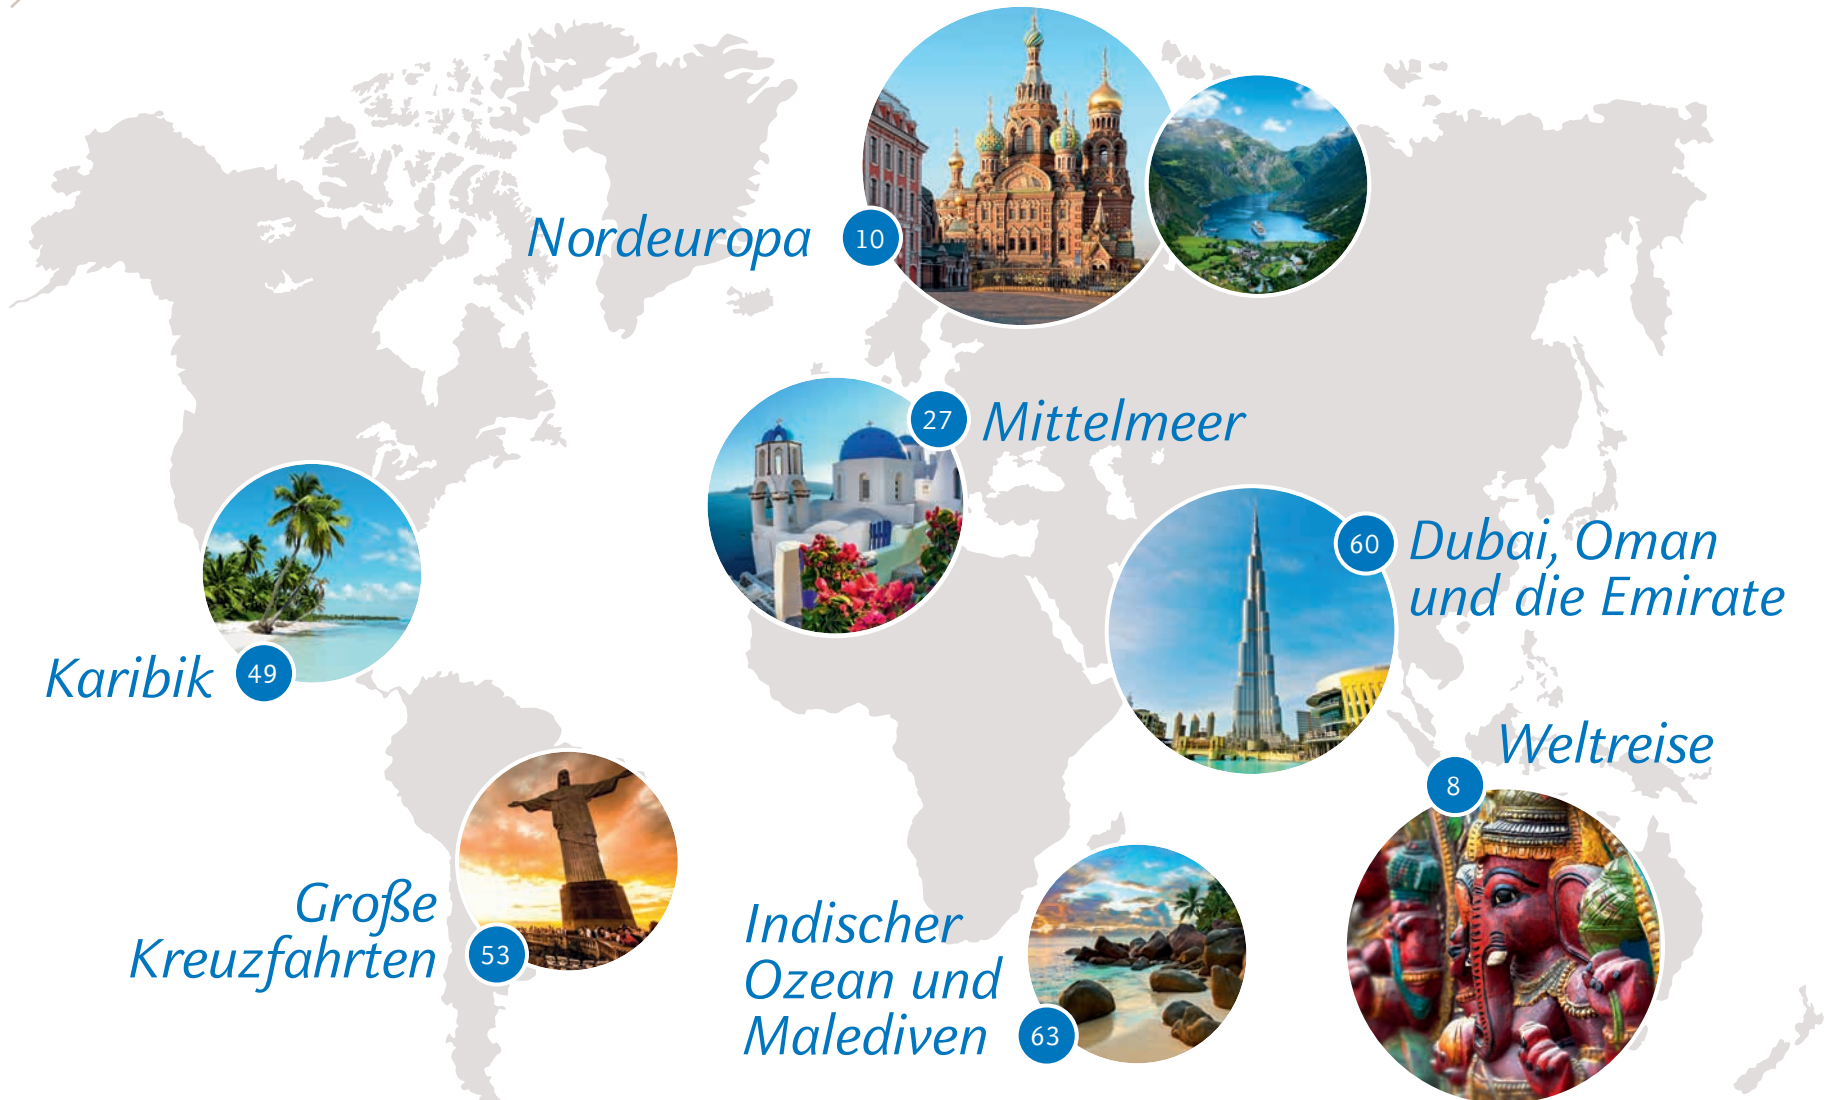 Nordeuropa 10
27 Mittelmeer
60 Dubai, Oman
und die Emirate
Karibik 49
Weltreise
8
Große
Kreuzfahrten 53
Indischer
Ozean und
Malediven 63